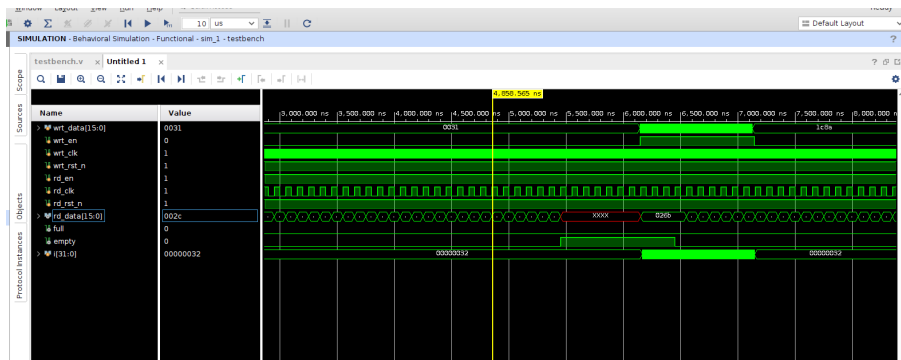 Window Layout View Run Help
Ready
10 us
Default Layout
SIMULATION - Behavioral Simulation - Functional - sim_1 - testbench
?
testbench.v x Untitled 1 x
?
Scope
Sources
Objects
Protocol Instances
4,858.565 ns
Name Value
3,000.000 ns 3,500.000 ns 4,000.000 ns 4,500.000 ns 5,000.000 ns 5,500.000 ns 6,000.000 ns 6,500.000 ns 7,000.000 ns 7,500.000 ns 8,000.000 n
wrt_data[15:0] 0031 0031 1c8a
wrt_en 0
wrt_clk 1
wrt_rst_n 1
rd_en 1
rd_clk 1
rd_rst_n 1
rd_data[15:0] 002c XXXX 026b
full 0
empty 0
i[31:0] 00000032 00000032 00000032